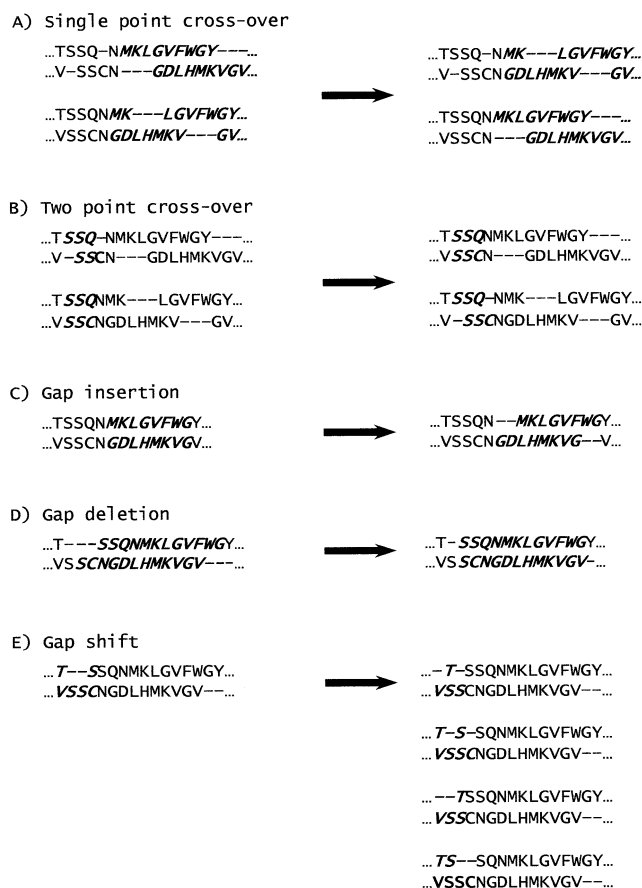 A) Single point cross-over
...TSSQ-NMKLGVFWGY---...
...V-SSCN---GDLHMKVGV...
...TSSQNMK---LGVFWGY...
...VSSCNGDLHMKV---GV...
...TSSQ-NMK---LGVFWGY...
...V-SSCNGDLHMKV---GV...
...TSSQNMKLGVFWGY---...
...VSSCN---GDLHMKVGV...
B) Two point cross-over
...TSSQ-NMKLGVFWGY---...
...V-SSCN---GDLHMKVGV...
...TSSQNMK---LGVFWGY...
...VSSCNGDLHMKV---GV...
...TSSQNMKLGVFWGY---...
...VSSCN---GDLHMKVGV...
...TSSQ-NMK---LGVFWGY...
...V-SSCNGDLHMKV---GV...
C) Gap insertion
...TSSQNMKLGVFWGY...
...VSSCNGDLHMKVGV...
...TSSQN--MKLGVFWGY...
...VSSCNGDLHMKVG--V...
D) Gap deletion
...T---SSQNMKLGVFWGY...
...VSSCNGDLHMKVGV---...
...T-SSQNMKLGVFWGY...
...VSSCNGDLHMKVGV-...
E) Gap shift
...T--SSQNMKLGVFWGY...
...VSSCNGDLHMKVGV--...
...-T-SSQNMKLGVFWGY...
...VSSCNGDLHMKVGV--...
...T-S-SQNMKLGVFWGY...
...VSSCNGDLHMKVGV--...
...--TSSQNMKLGVFWGY...
...VSSCNGDLHMKVGV--...
...TS--SQNMKLGVFWGY...
...VSSCNGDLHMKVGV--...